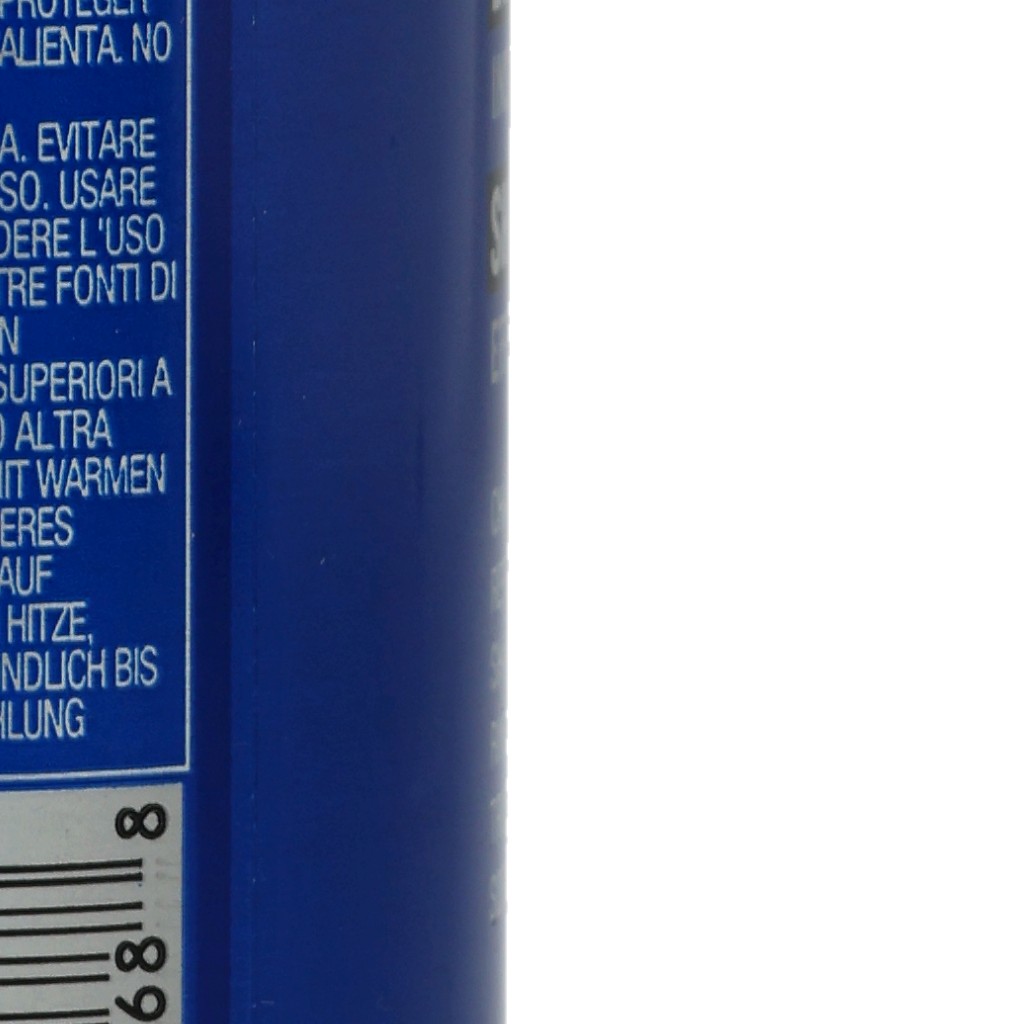 PROTEGER
ALIENTA. NO
A. EVITARE
SO. USARE
DERE L'USO
TRE FONTI DI
N
SUPERIORI A
O ALTRA
MIT WARMEN
ERES
AUF
HITZE,
NDLICH BIS
HLUNG
8
68